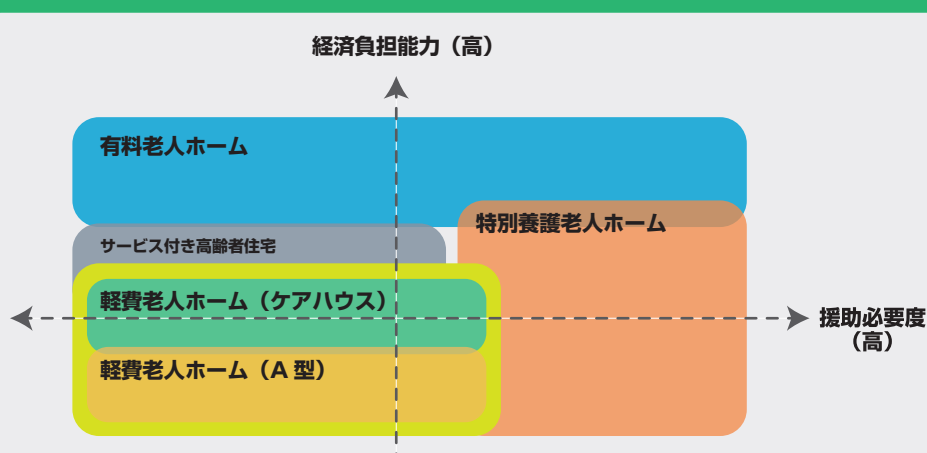 経済負担能力（高）
有料老人ホーム
特別養護老人ホーム
サービス付き高齢者住宅
軽費老人ホーム（ケアハウス）
援助必要度
（高）
軽費老人ホーム（A 型）